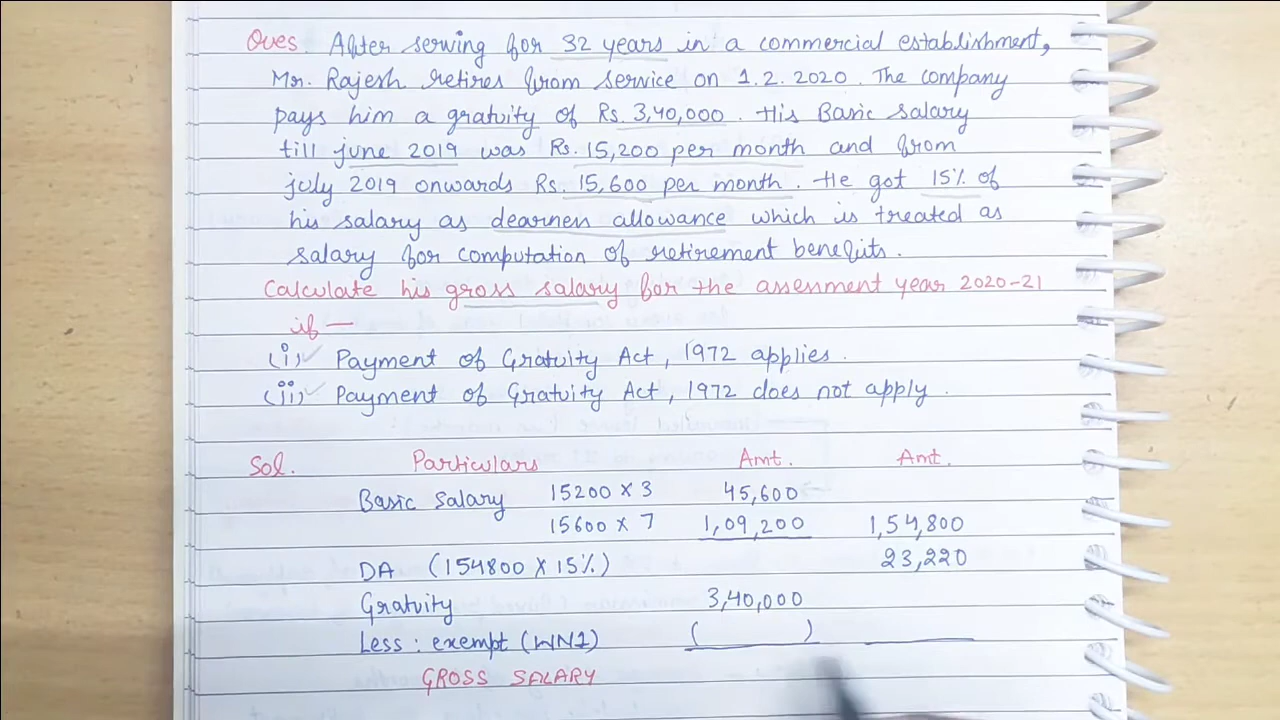 Ques. After serving for 32 years in a commercial establishment,
Mr. Rajesh retires from service on 1.2.2020. The company
pays him a gratuity of Rs. 3,40,000. His Basic salary
till june 2019 was Rs. 15,200 per month and from
july 2019 onwards Rs. 15,600 per month. He got 15% of
his salary as dearnen allowance which is treated as
salary for computation of retirement benefits.
Calculate his gross salary for the assenment year 2020-21
if —
(i) ✓ Payment of Gratuity Act, 1972 applies.
(ii) ✓ Payment of Gratuity Act, 1972 does not apply.
Sol. Particulars Amt. Amt.
Basic Salary 15200 × 3 45,600
15600 × 7 1,09,200 1,54,800
DA (154800 × 15%) 23,220
Gratuity 3,40,000
Less : exempt (WN1) ( )
GROSS SALARY